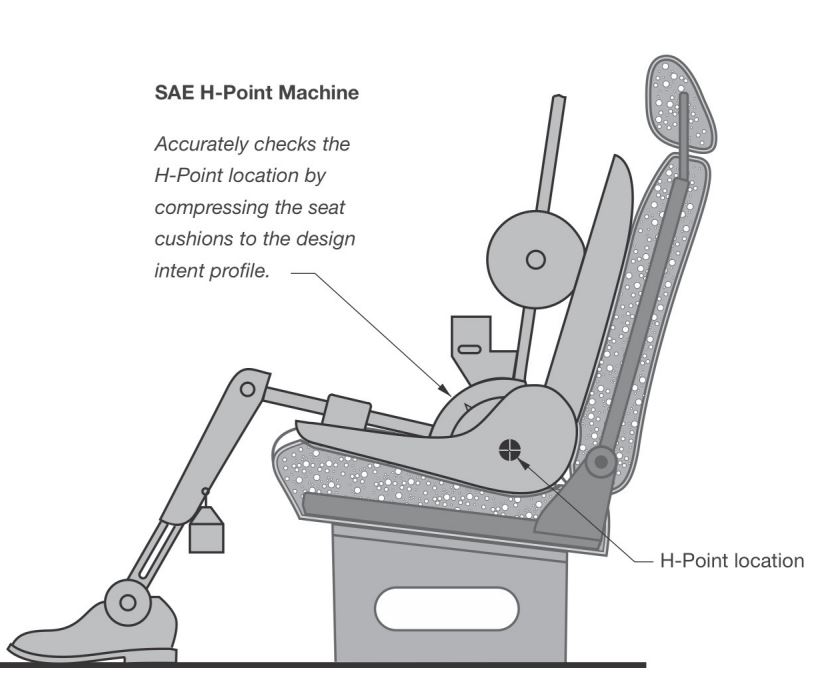 SAE H-Point Machine
Accurately checks the
H-Point location by
compressing the seat
cushions to the design
intent profile.
H-Point location